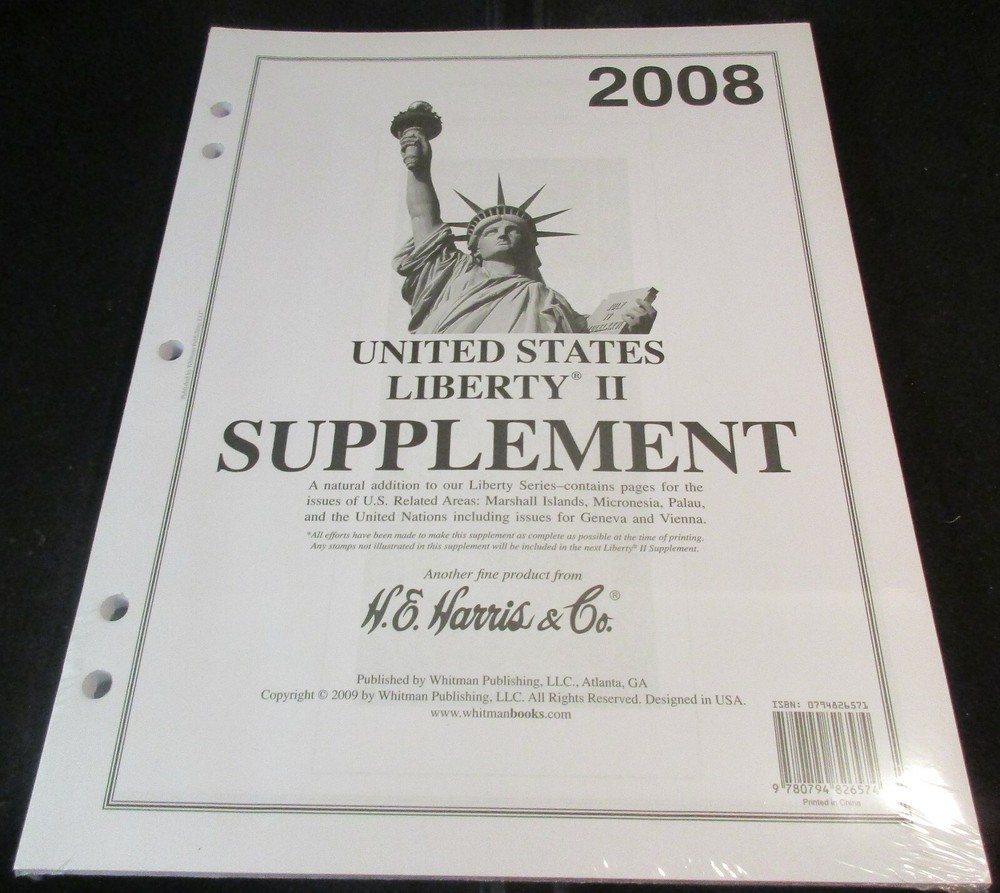 2008
JULY
IV
UNITED STATES
LIBERTY® II
SUPPLEMENT
A natural addition to our Liberty Series–contains pages for the
issues of U.S. Related Areas: Marshall Islands, Micronesia, Palau,
and the United Nations including issues for Geneva and Vienna.
*All efforts have been made to make this supplement as complete as possible at the time of printing.
Any stamps not illustrated in this supplement will be included in the next Liberty® II Supplement.
Another fine product from
H.E. Harris & Co.®
Published by Whitman Publishing, LLC., Atlanta, GA
Copyright © 2009 by Whitman Publishing, LLC. All Rights Reserved. Designed in USA.
www.whitmanbooks.com
ISBN: 0794826571
9 780794 826574
Printed in China